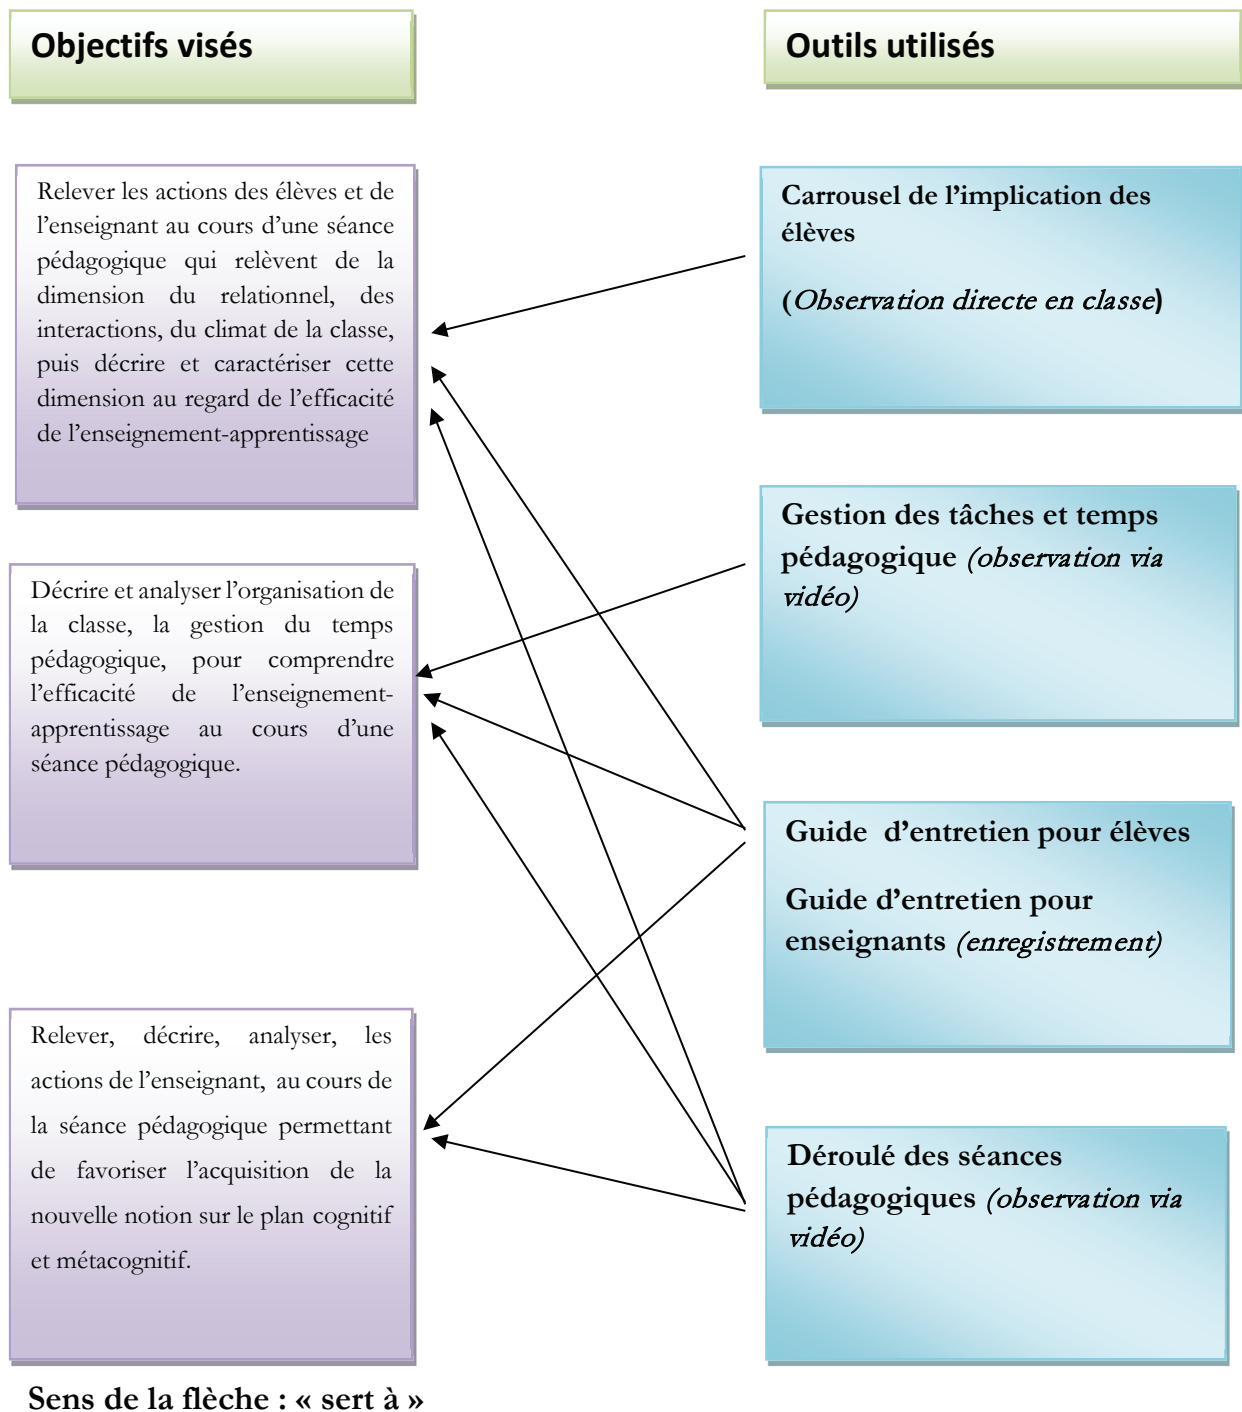 Objectifs visés
Outils utilisés
Relever les actions des élèves et de
l’enseignant au cours d’une séance
pédagogique qui relèvent de la
dimension du relationnel, des
interactions, du climat de la classe,
puis décrire et caractériser cette
dimension au regard de l’efficacité
de l’enseignement-apprentissage
Carrousel de l’implication des
élèves
(Observation directe en classe)
Décrire et analyser l’organisation de
la classe, la gestion du temps
pédagogique, pour comprendre
l’efficacité de l’enseignement-
apprentissage au cours d’une
séance pédagogique.
Gestion des tâches et temps
pédagogique (observation via
vidéo)
Guide d’entretien pour élèves
Guide d’entretien pour
enseignants (enregistrement)
Relever, décrire, analyser, les
actions de l’enseignant, au cours de
la séance pédagogique permettant
de favoriser l’acquisition de la
nouvelle notion sur le plan cognitif
et métacognitif.
Déroulé des séances
pédagogiques (observation via
vidéo)
Sens de la flèche : « sert à »